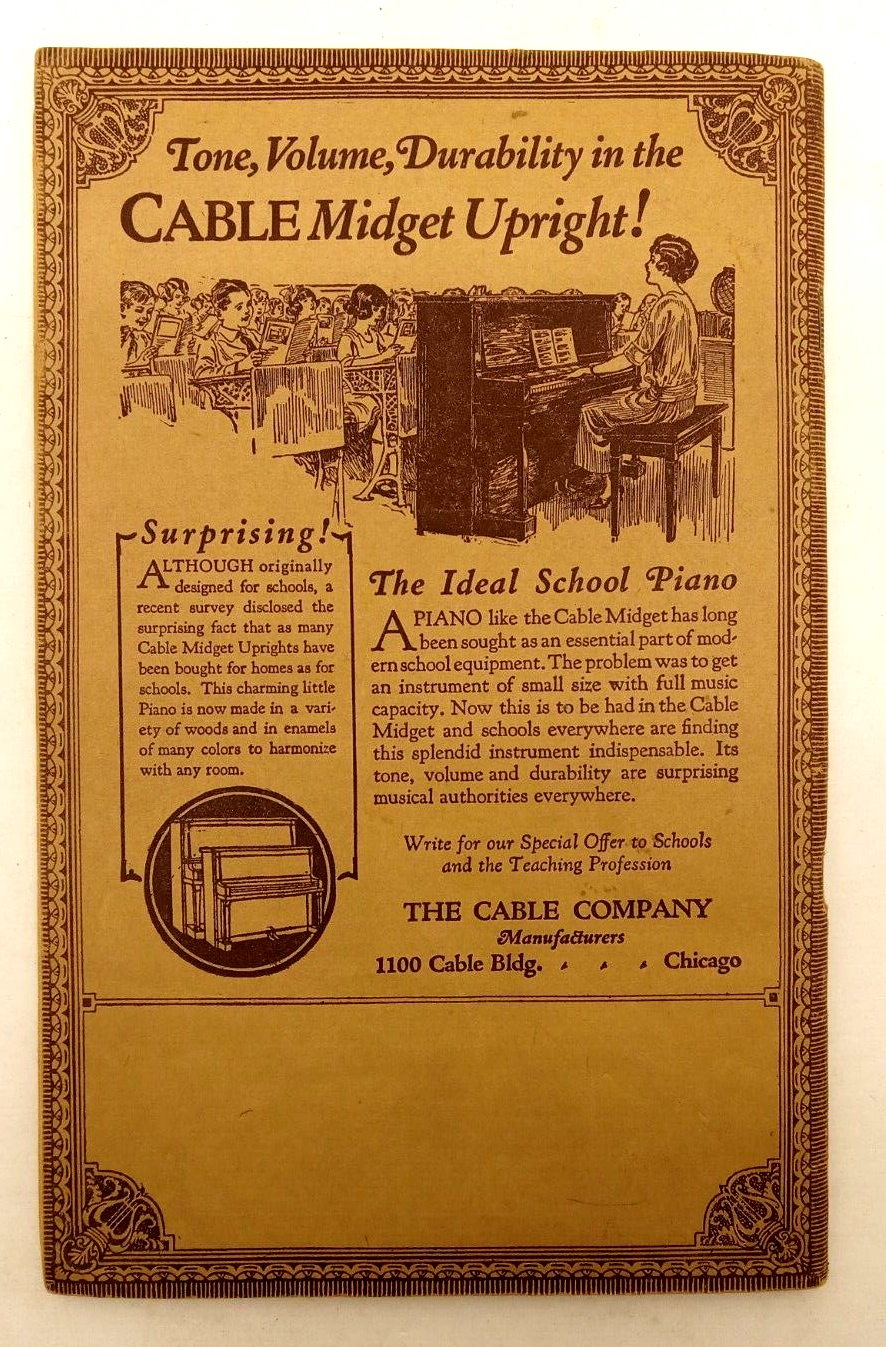 Tone, Volume, Durability in the
CABLE Midget Upright!
Surprising!
ALTHOUGH originally
designed for schools, a
recent survey disclosed the
surprising fact that as many
Cable Midget Uprights have
been bought for homes as for
schools. This charming little
Piano is now made in a vari-
ety of woods and in enamels
of many colors to harmonize
with any room.
The Ideal School Piano
A PIANO like the Cable Midget has long
been sought as an essential part of mod-
ern school equipment. The problem was to get
an instrument of small size with full music
capacity. Now this is to be had in the Cable
Midget and schools everywhere are finding
this splendid instrument indispensable. Its
tone, volume and durability are surprising
musical authorities everywhere.
Write for our Special Offer to Schools
and the Teaching Profession
THE CABLE COMPANY
Manufacturers
1100 Cable Bldg. . . . Chicago